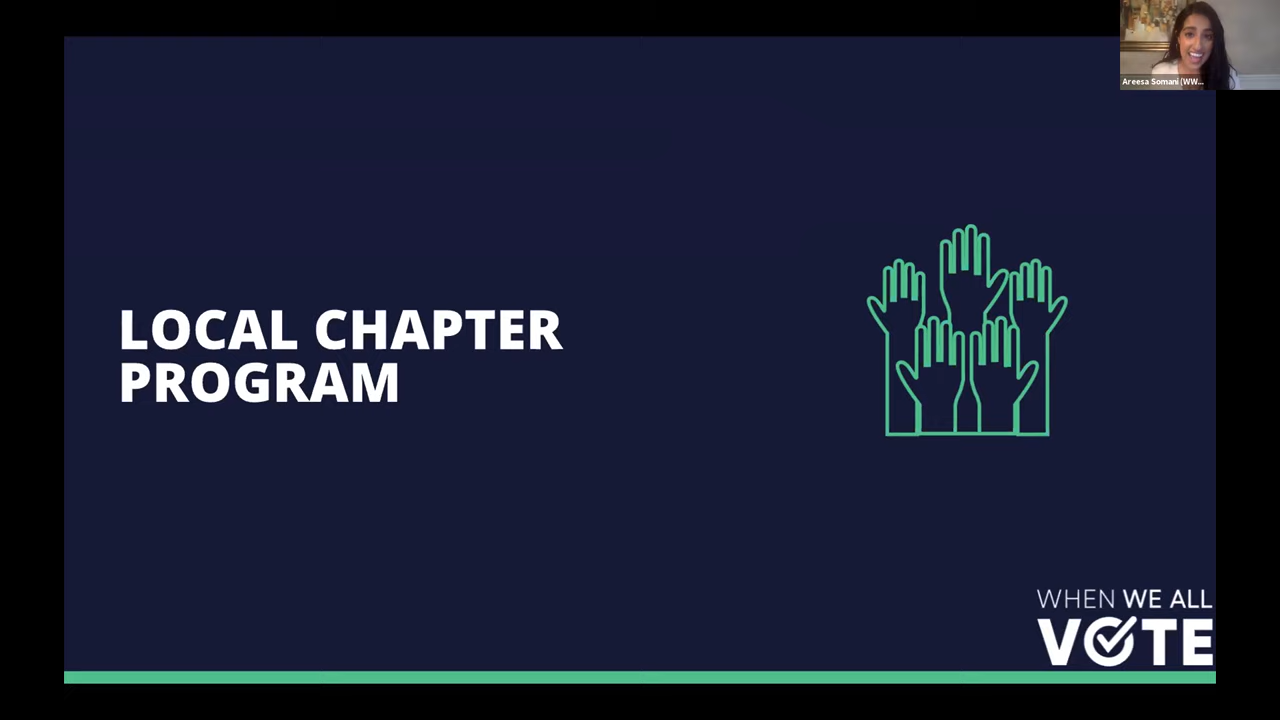 Areesa Somani (WW...
LOCAL CHAPTER
PROGRAM
WHEN WE ALL
VOTE